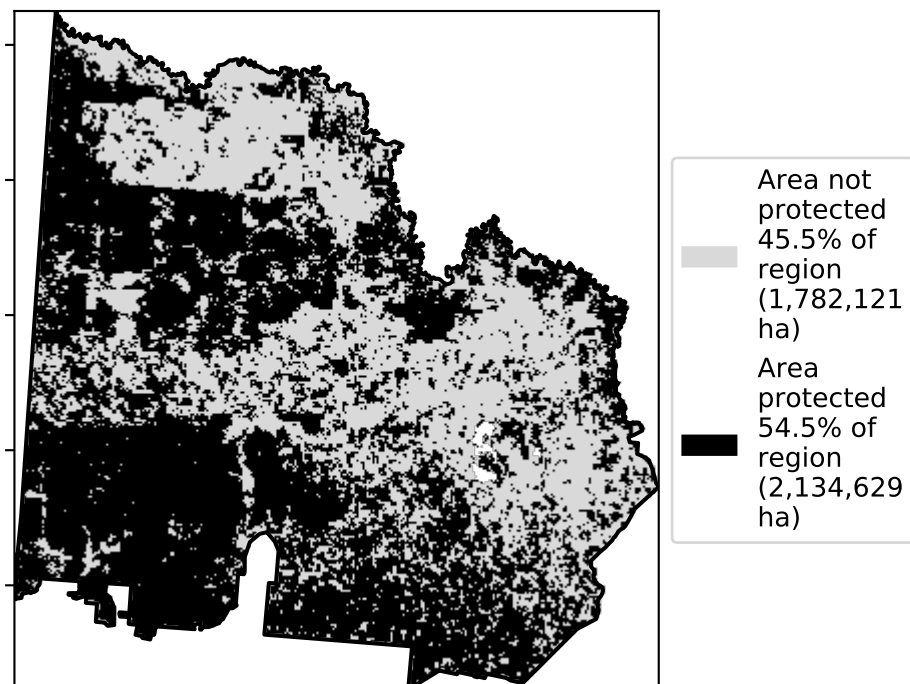 Area not
protected
45.5% of
region
(1,782,121
ha)
Area
protected
54.5% of
region
(2,134,629
ha)